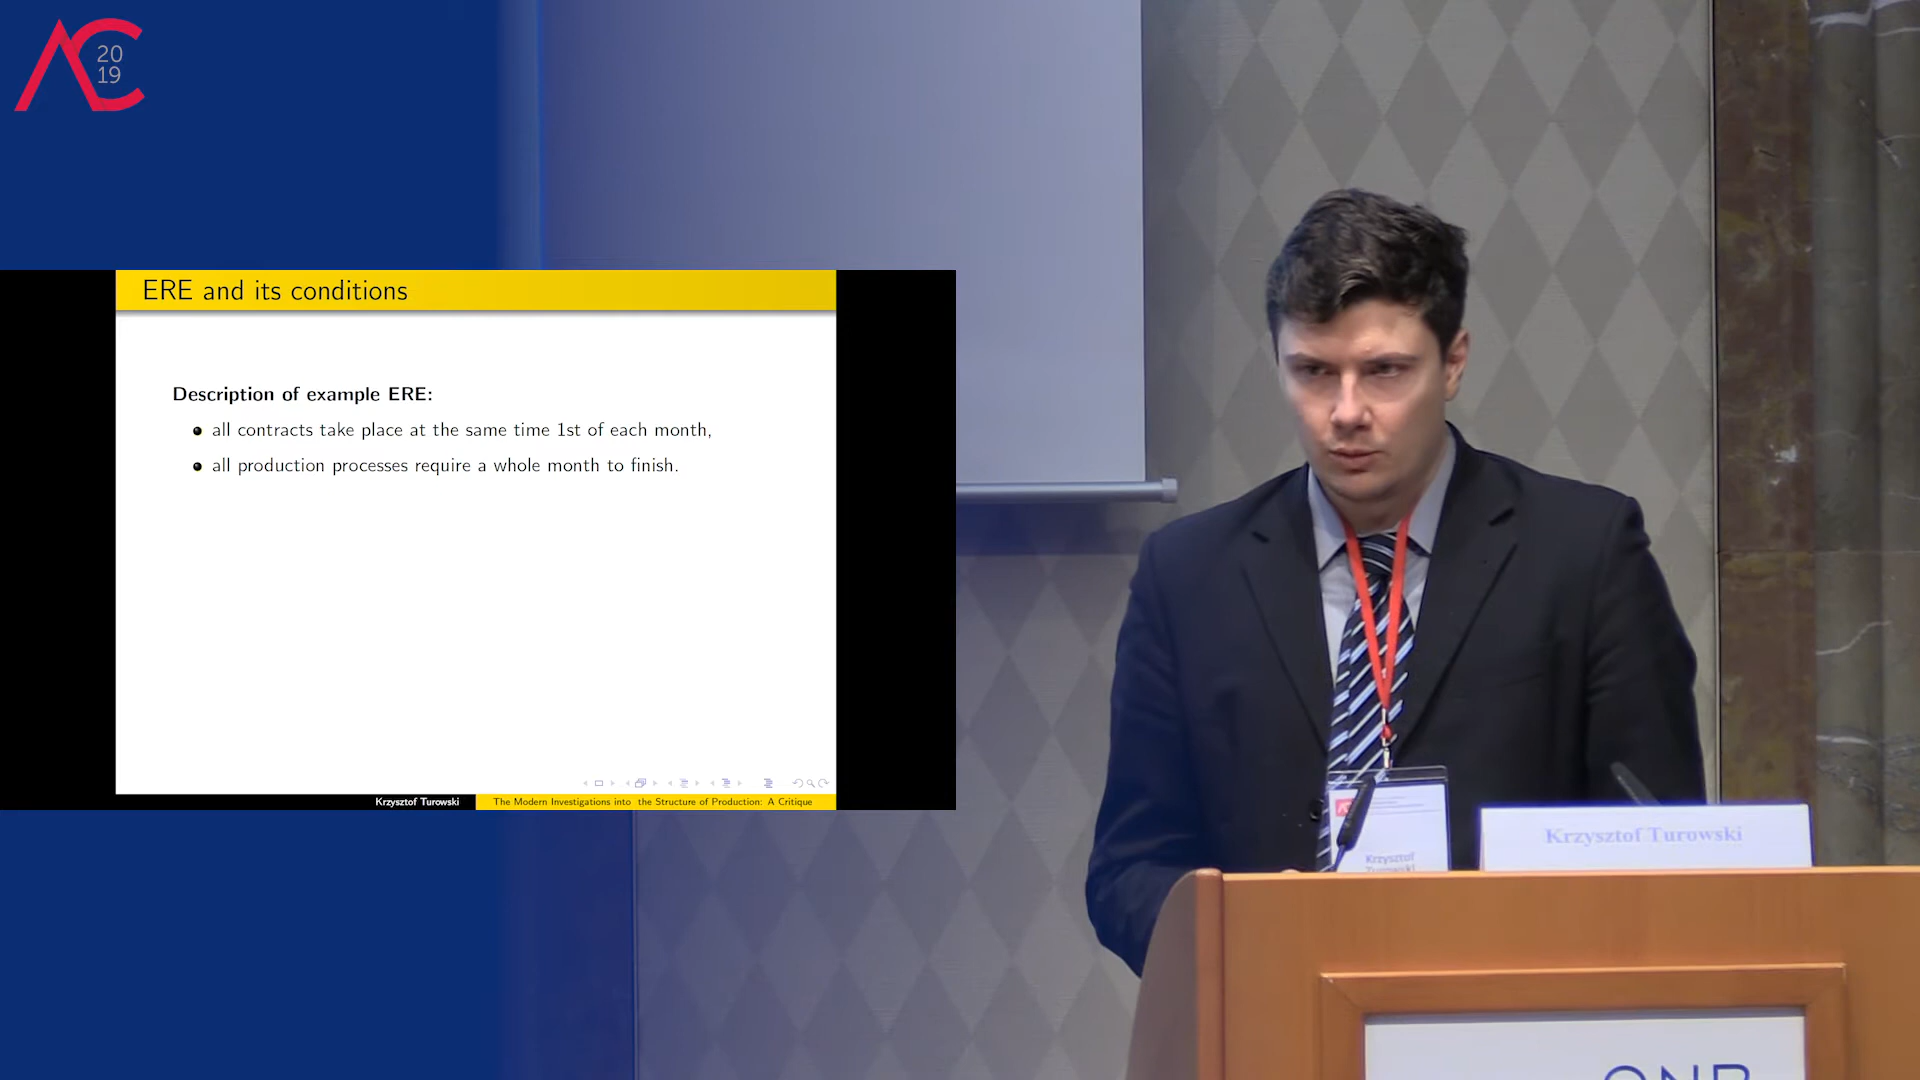 20
19
ERE and its conditions
Description of example ERE:
all contracts take place at the same time 1st of each month,
all production processes require a whole month to finish.
Krzysztof Turowski
The Modern Investigations into the Structure of Production: A Critique
Krzysztof Turowski
Krzysztof
Turowski